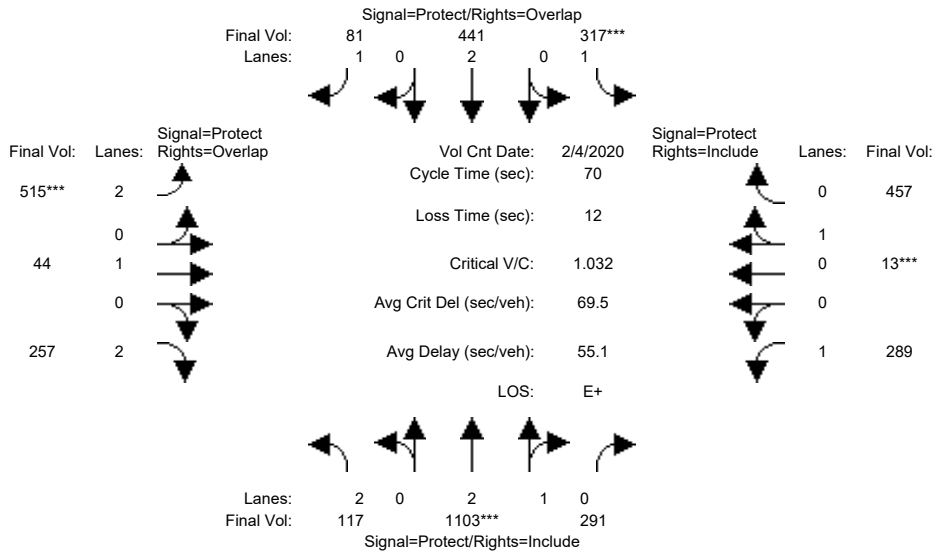 Signal=Protect/Rights=Overlap
Final Vol: 81 441 317***
Lanes: 1 0 2 0 1
Signal=Protect Signal=Protect
Final Vol: Lanes: Rights=Overlap Vol Cnt Date: 2/4/2020 Rights=Include Lanes: Final Vol:
Cycle Time (sec): 70
515*** 2 0 457
Loss Time (sec): 12
0 1
44 1 Critical V/C: 1.032 0 13***
0 Avg Crit Del (sec/veh): 69.5 0
257 2 Avg Delay (sec/veh): 55.1 1 289
LOS: E+
Lanes: 2 0 2 1 0
Final Vol: 117 1103*** 291
Signal=Protect/Rights=Include